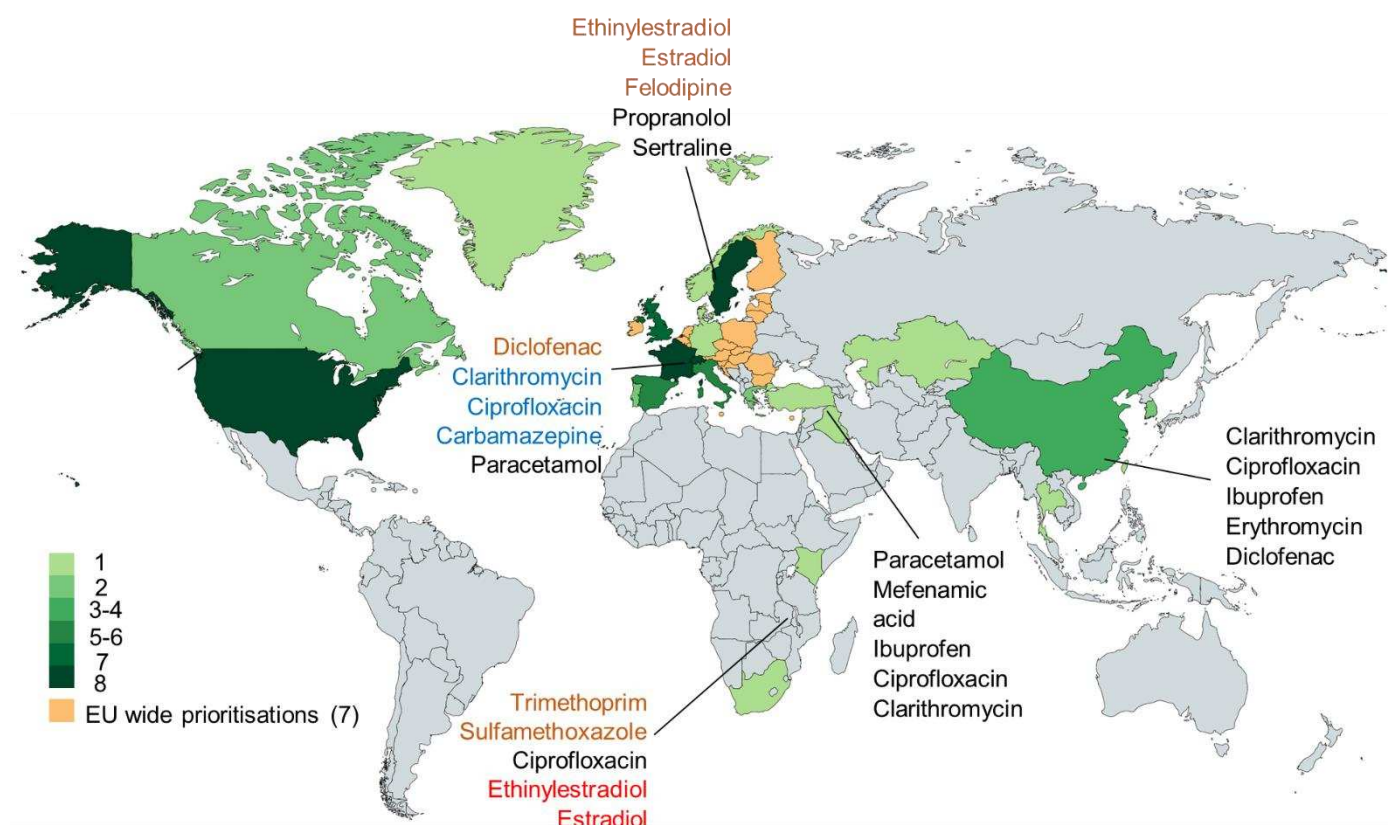 Ethinylestradiol
Estradiol
Felodipine
Propranolol
Sertraline
Diclofenac
Clarithromycin
Ciprofloxacin
Carbamazepine
Paracetamol
Clarithromycin
Ciprofloxacin
Ibuprofen
Erythromycin
Diclofenac
Paracetamol
Mefenamic
acid
Ibuprofen
Ciprofloxacin
Clarithromycin
1
2
3-4
5-6
7
8
EU wide prioritisations (7)
Trimethoprim
Sulfamethoxazole
Ciprofloxacin
Ethinylestradiol
Estradiol